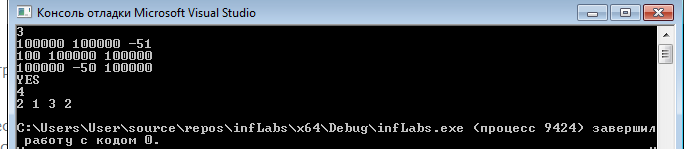 Консоль отладки Microsoft Visual Studio
3
100000 100000 -51
100 100000 100000
100000 -50 100000
YES
4
2 1 3 2
C:\Users\User\source\repos\infLabs\x64\Debug\infLabs.exe (процесс 9424) завершил
работу с кодом 0.